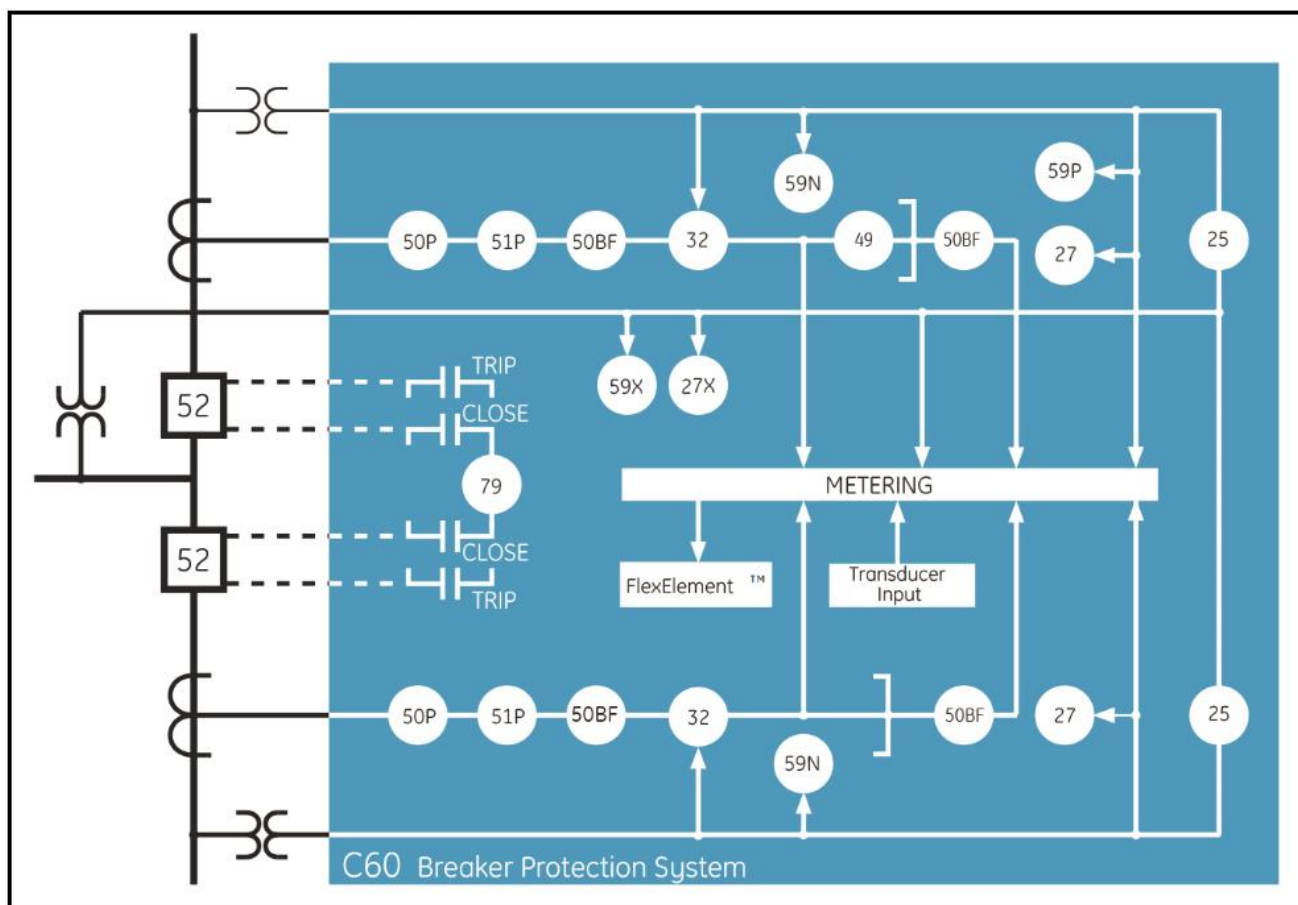 59N
59P
50P 51P 50BF 32 49 50BF 27 25
TRIP
59X 27X
52
CLOSE
79
METERING
52
CLOSE
FlexElement ™
Transducer
Input
TRIP
50P 51P 50BF 32 50BF 27 25
59N
C60 Breaker Protection System